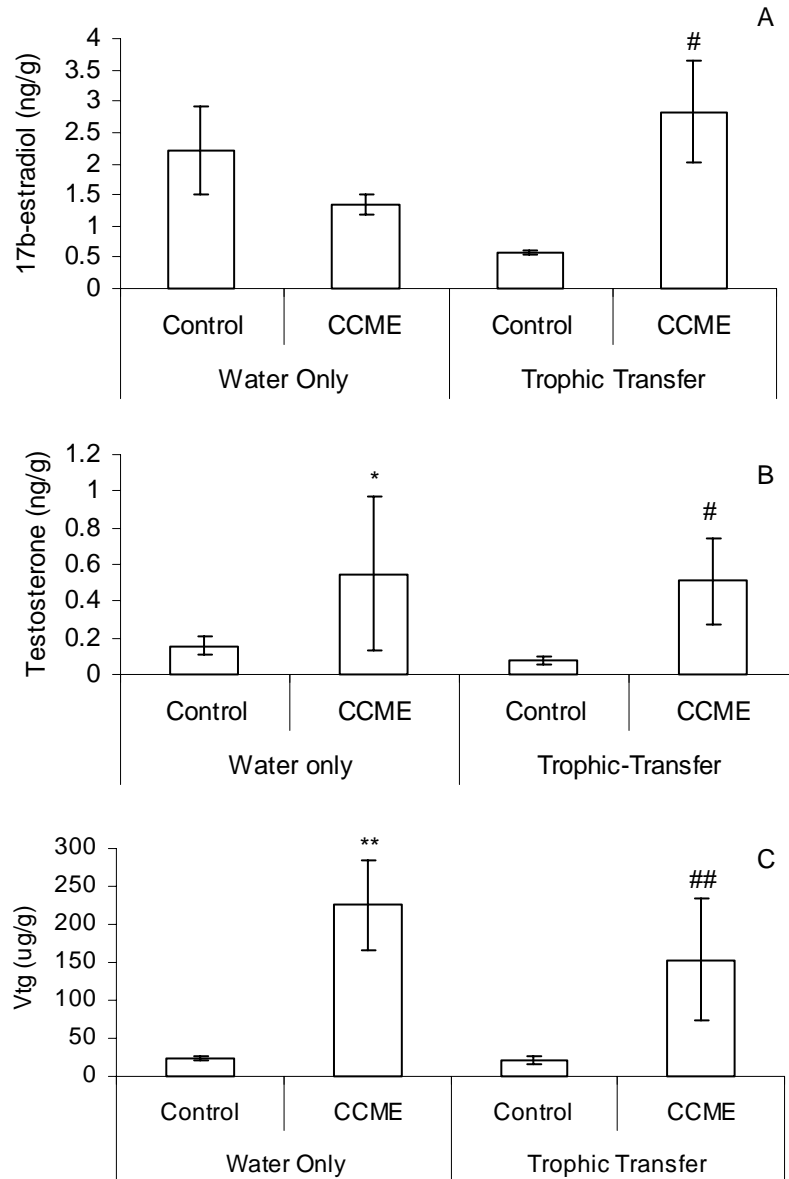 A
17b-estradiol (ng/g)
4
3.5
3
2.5
2
1.5
1
0.5
0
#
Control CCME Control CCME
Water Only Trophic Transfer
B
Testosterone (ng/g)
1.2
1
0.8
0.6
0.4
0.2
0
* #
Control CCME Control CCME
Water only Trophic-Transfer
C
Vtg (ug/g)
300
250
200
150
100
50
0
** ##
Control CCME Control CCME
Water Only Trophic Transfer